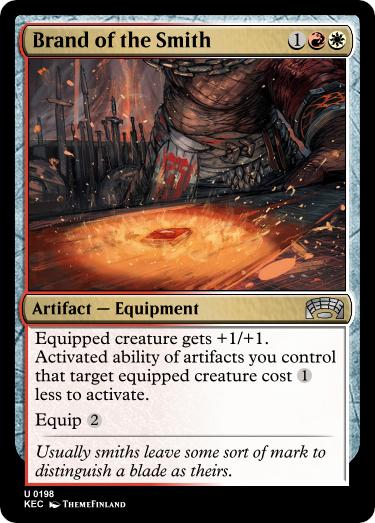 Brand of the Smith 1
Artifact — Equipment
Equipped creature gets +1/+1.
Activated ability of artifacts you control
that target equipped creature cost 1
less to activate.
Equip 2
Usually smiths leave some sort of mark to
distinguish a blade as theirs.
U 0198
KEC ThemeFinland